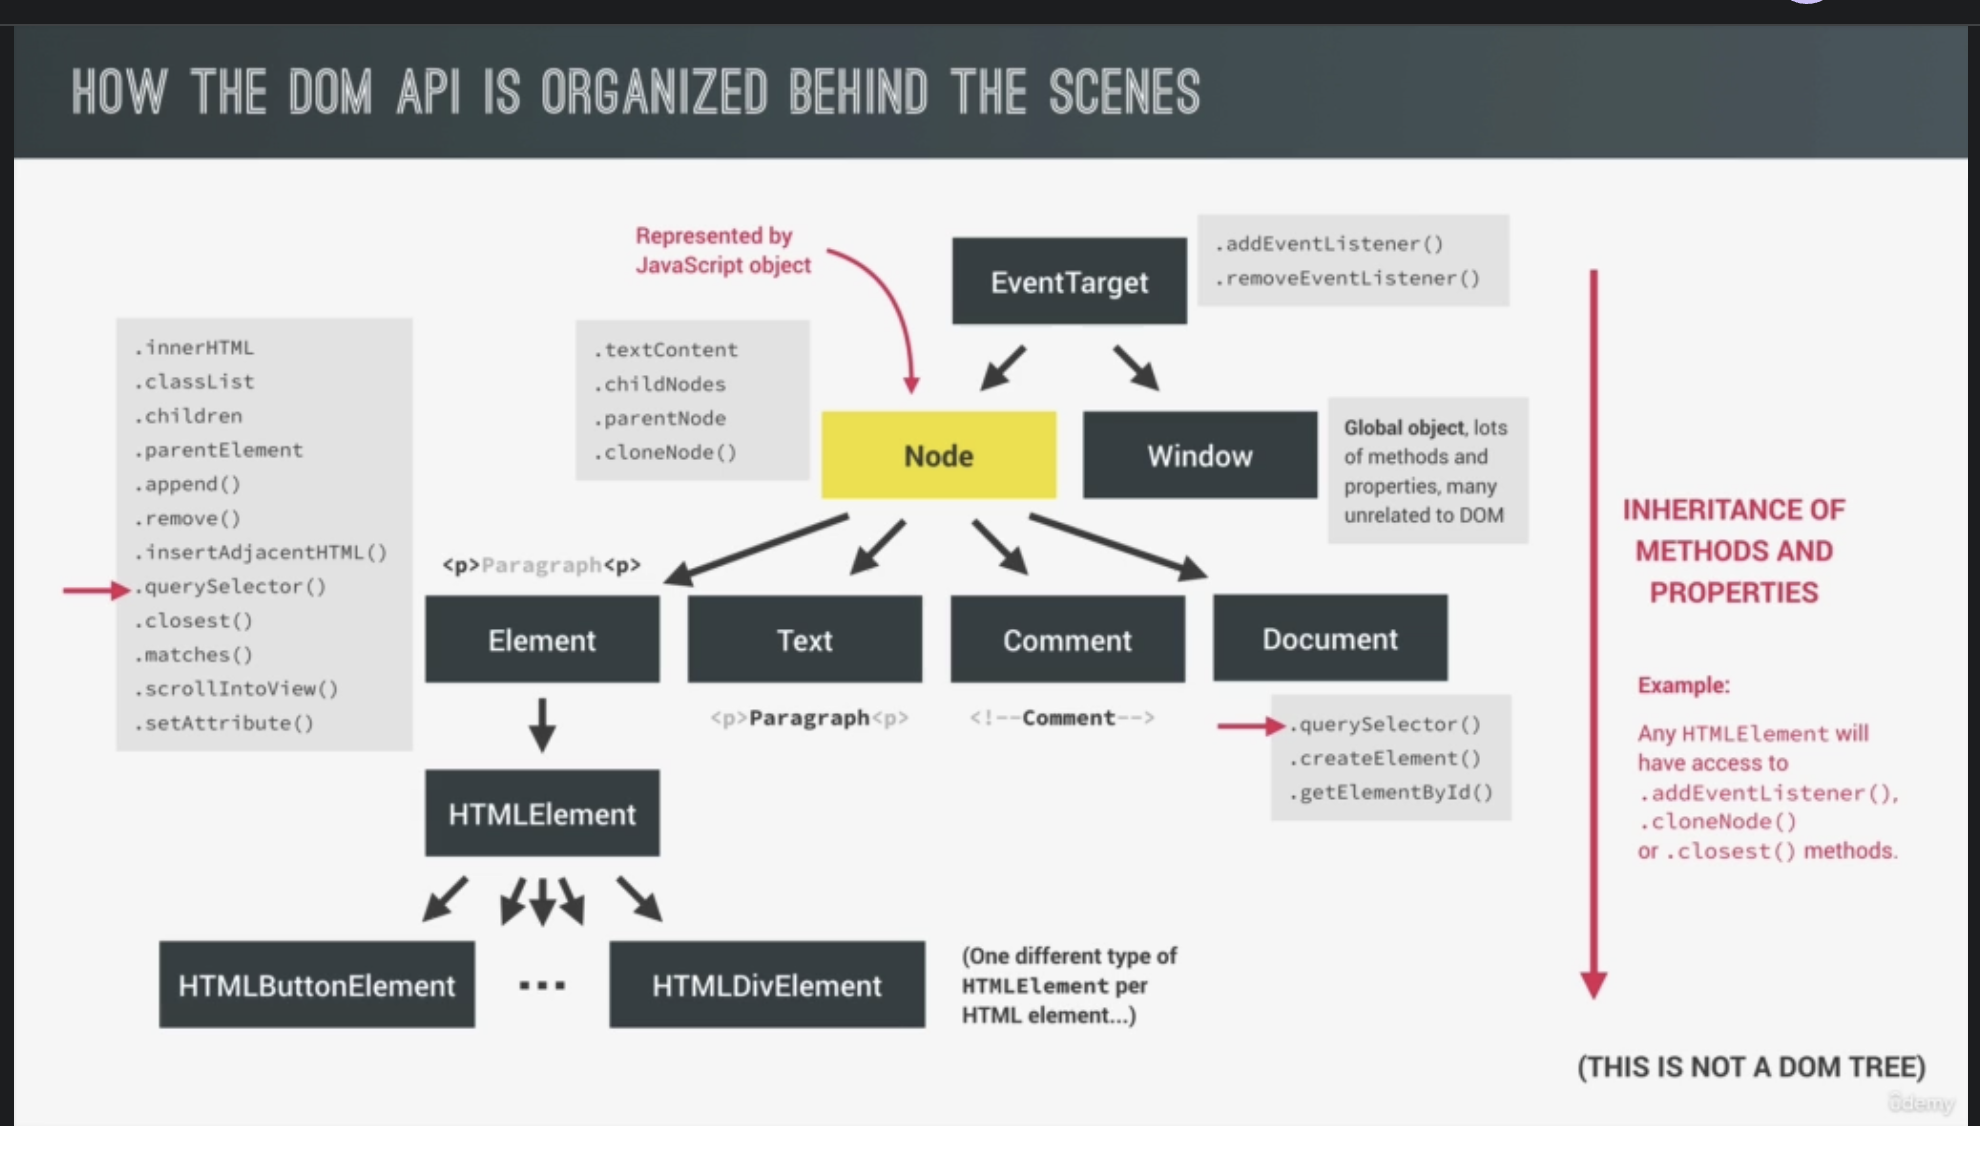 HOW THE DOM API IS ORGANIZED BEHIND THE SCENES
Represented by
JavaScript object
EventTarget
.addEventListener()
.removeEventListener()
.innerHTML
.classList
.children
.parentElement
.append()
.remove()
.insertAdjacentHTML()
.querySelector()
.closest()
.matches()
.scrollIntoView()
.setAttribute()
.textContent
.childNodes
.parentNode
.cloneNode()
Node
Window
Global object, lots
of methods and
properties, many
unrelated to DOM
<p>Paragraph<p>
Element
Text
Comment
Document
<p>Paragraph<p>
<!--Comment-->
.querySelector()
.createElement()
.getElementById()
HTMLElement
HTMLButtonElement
...
HTMLDivElement
(One different type of
HTMLElement per
HTML element...)
INHERITANCE OF
METHODS AND
PROPERTIES
Example:
Any HTMLElement will
have access to
.addEventListener(),
.cloneNode()
or .closest() methods.
(THIS IS NOT A DOM TREE)
ûdemy